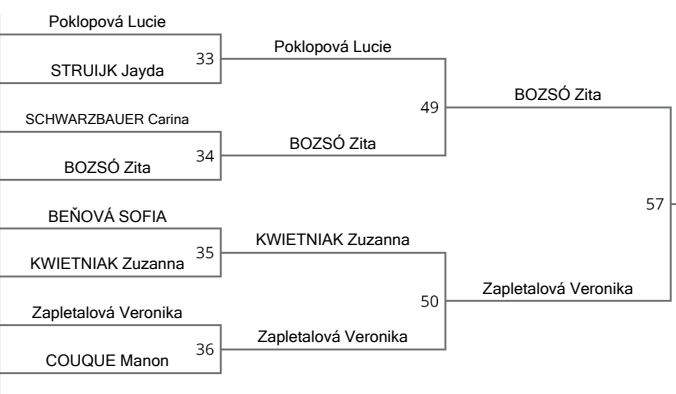 Poklopová Lucie
33
STRUIJK Jayda
Poklopová Lucie
49
SCHWARZBAUER Carina
34
BOZSÓ Zita
BOZSÓ Zita
BOZSÓ Zita
57
BEŇOVÁ SOFIA
35
KWIETNIAK Zuzanna
KWIETNIAK Zuzanna
50
Zapletalová Veronika
36
COUQUE Manon
Zapletalová Veronika
Zapletalová Veronika